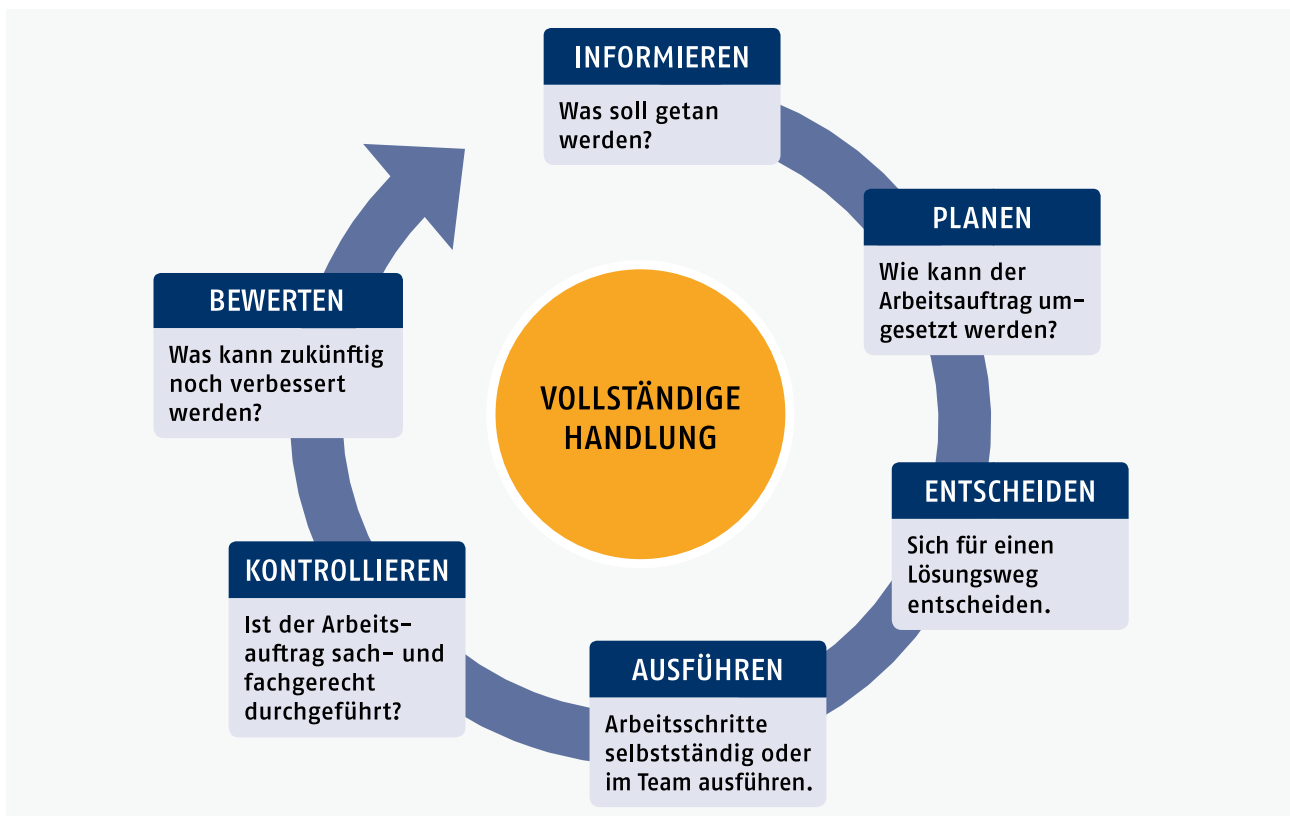 INFORMIEREN
Was soll getan
werden?
PLANEN
Wie kann der
Arbeitsauftrag um-
gesetzt werden?
ENTSCHEIDEN
Sich für einen
Lösungsweg
entscheiden.
AUSFÜHREN
Arbeitsschritte
selbstständig oder
im Team ausführen.
KONTROLLIEREN
Ist der Arbeits-
auftrag sach- und
fachgerecht
durchgeführt?
BEWERTEN
Was kann zukünftig
noch verbessert
werden?
VOLLSTÄNDIGE
HANDLUNG